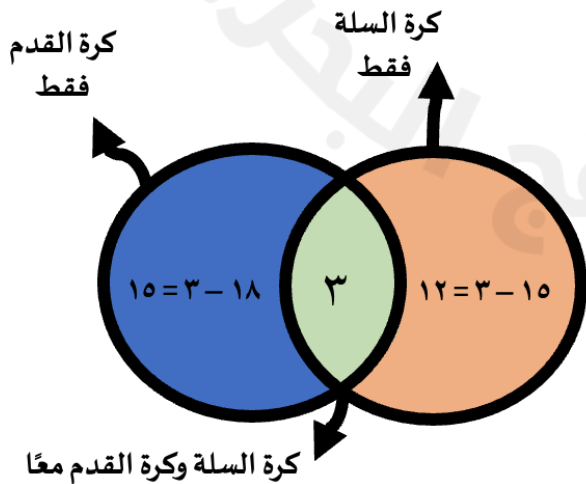 كرة السلة
فقط
كرة القدم
فقط
١٥ – ٣ = ١٢
٣
١٨ – ٣ = ١٥
كرة السلة وكرة القدم معًا